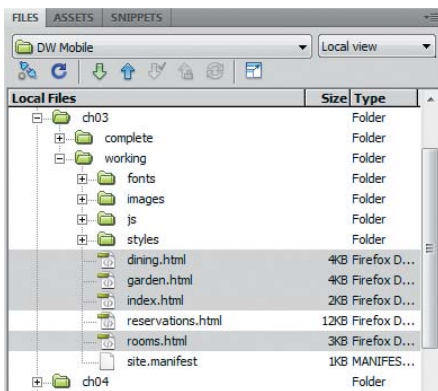 FILES ASSETS SNIPPETS
DW Mobile Local view
Local Files Size Type
ch03 Folder
complete Folder
working Folder
fonts Folder
images Folder
js Folder
styles Folder
dining.html 4KB Firefox D...
garden.html 4KB Firefox D...
index.html 2KB Firefox D...
reservations.html 12KB Firefox D...
rooms.html 3KB Firefox D...
site.manifest 1KB MANIFES...
ch04 Folder